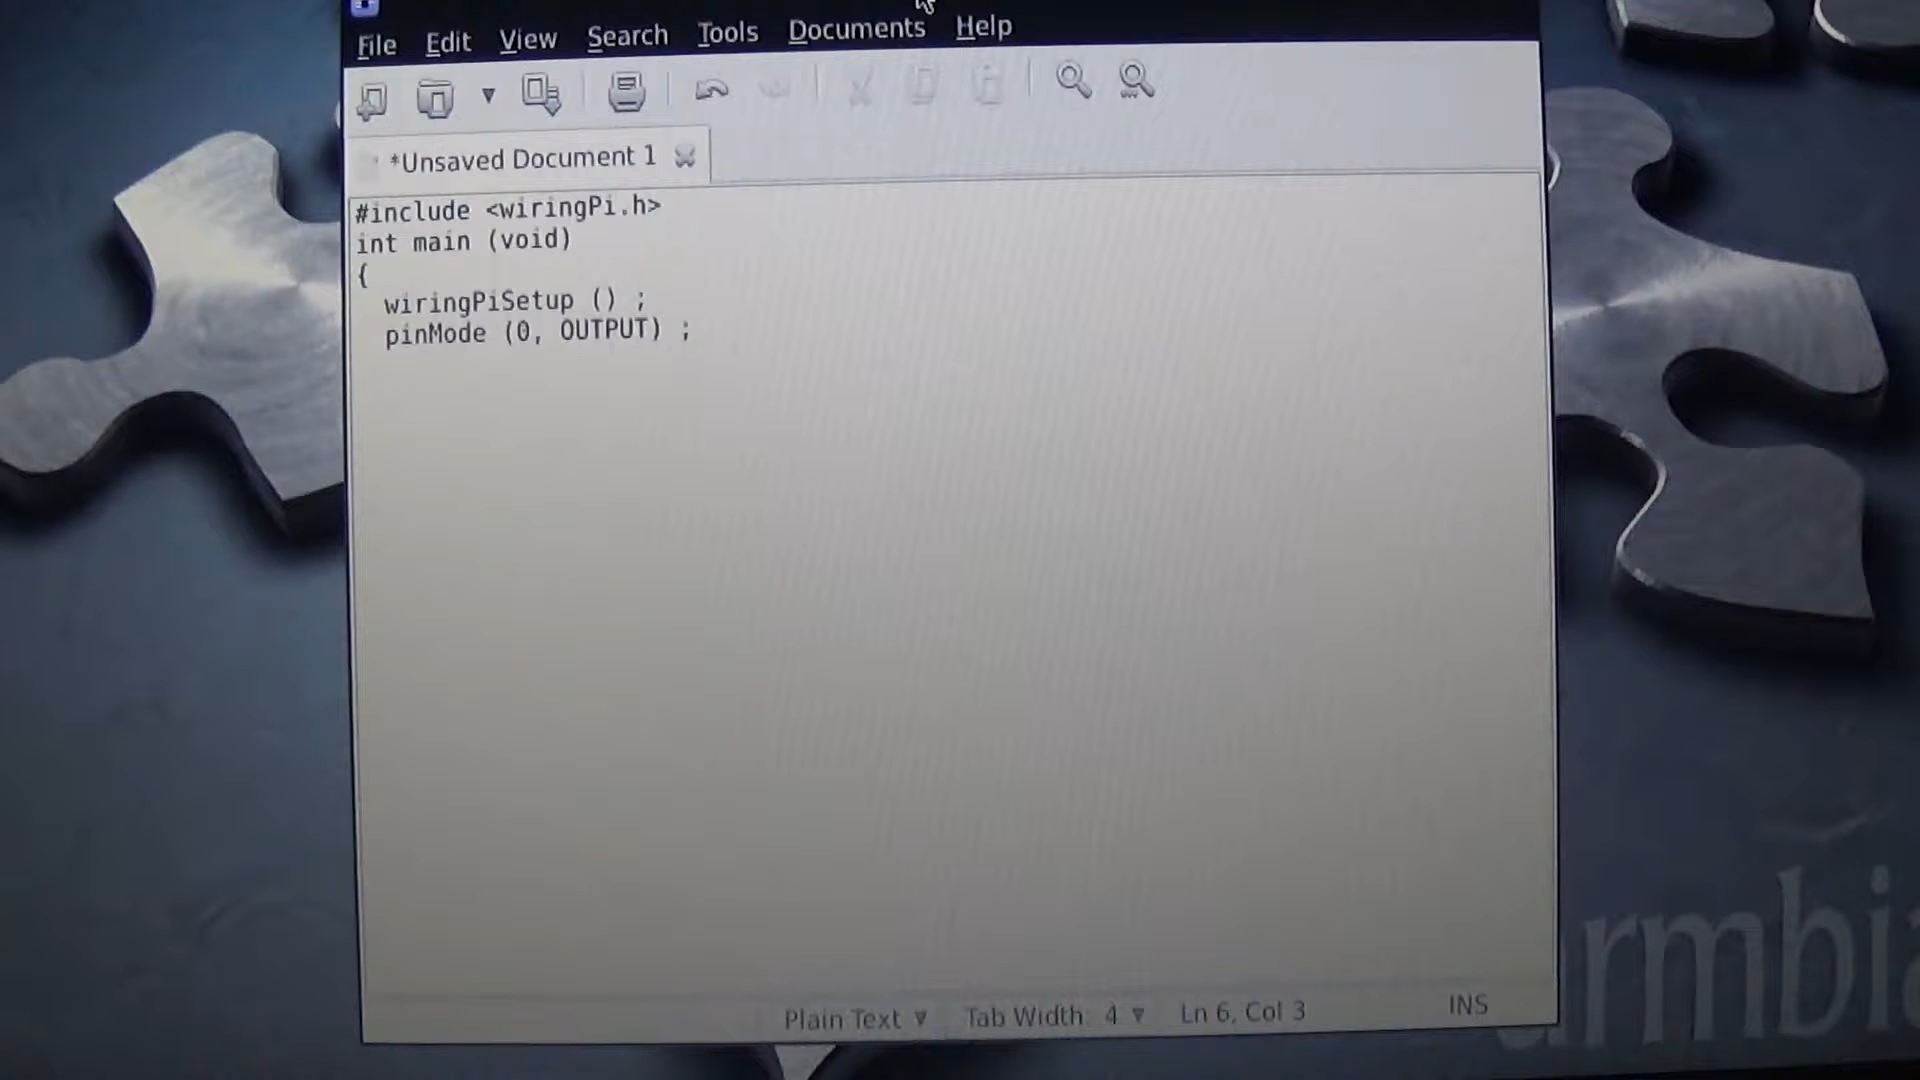 File Edit View Search Tools Documents Help
*Unsaved Document 1
#include <wiringPi.h>
int main (void)
{
wiringPiSetup () ;
pinMode (0, OUTPUT) ;
Plain Text Tab Width 4 Ln 6, Col 3 INS
armbia